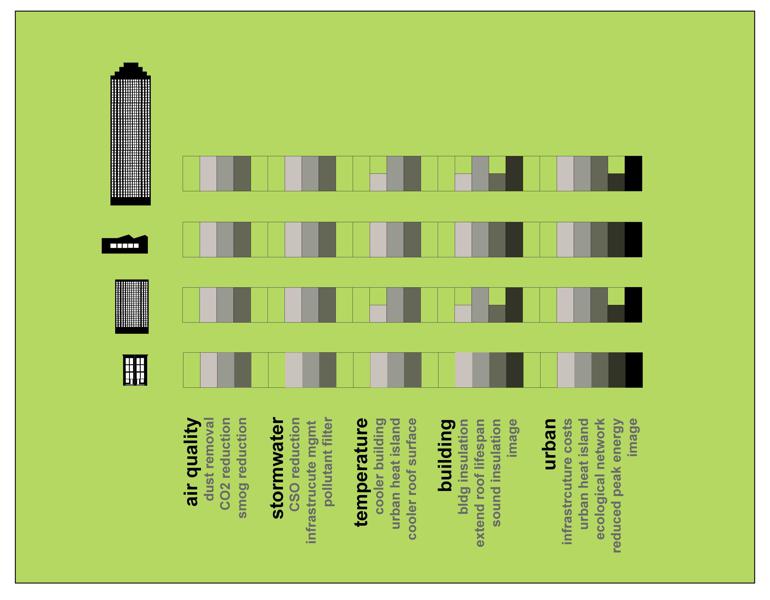 air quality
dust removal
CO2 reduction
smog reduction
stormwater
CSO reduction
infrastrucute mgmt
pollutant filter
temperature
cooler building
urban heat island
cooler roof surface
building
bldg insulation
extend roof lifespan
sound insulation
image
urban
infrastrcuture costs
urban heat island
ecological network
reduced peak energy
image